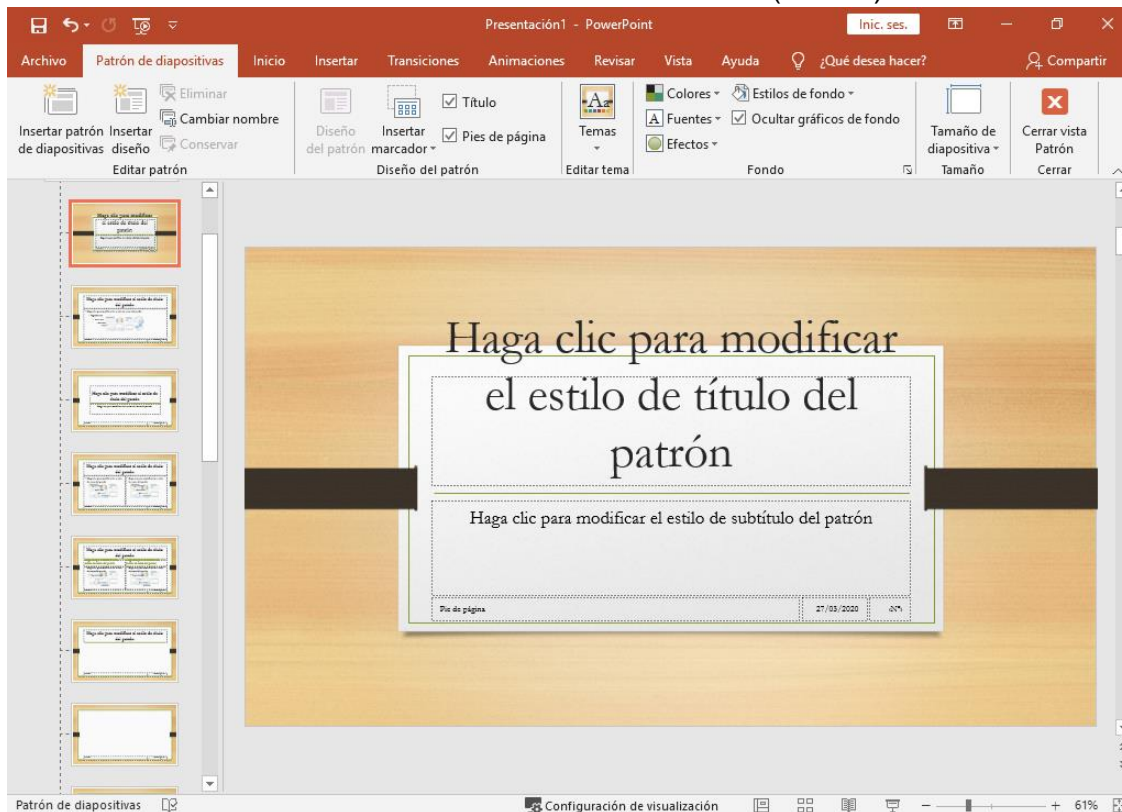 Presentación1 - PowerPoint
Inic. ses.
Archivo Patrón de diapositivas Inicio Insertar Transiciones Animaciones Revisar Vista Ayuda ¿Qué desea hacer? Compartir
Insertar patrón de diapositivas
Insertar diseño
Eliminar
Cambiar nombre
Conservar
Editar patrón
Diseño del patrón
Insertar marcador
Título
Pies de página
Diseño del patrón
Temas
Editar tema
Colores
Fuentes
Efectos
Estilos de fondo
Ocultar gráficos de fondo
Fondo
Tamaño de diapositiva
Tamaño
Cerrar vista Patrón
Cerrar
Haga clic para modificar
el estilo de título del
patrón
Haga clic para modificar el estilo de subtítulo del patrón
Pie de página 27/03/2020
Patrón de diapositivas
Configuración de visualización
61%